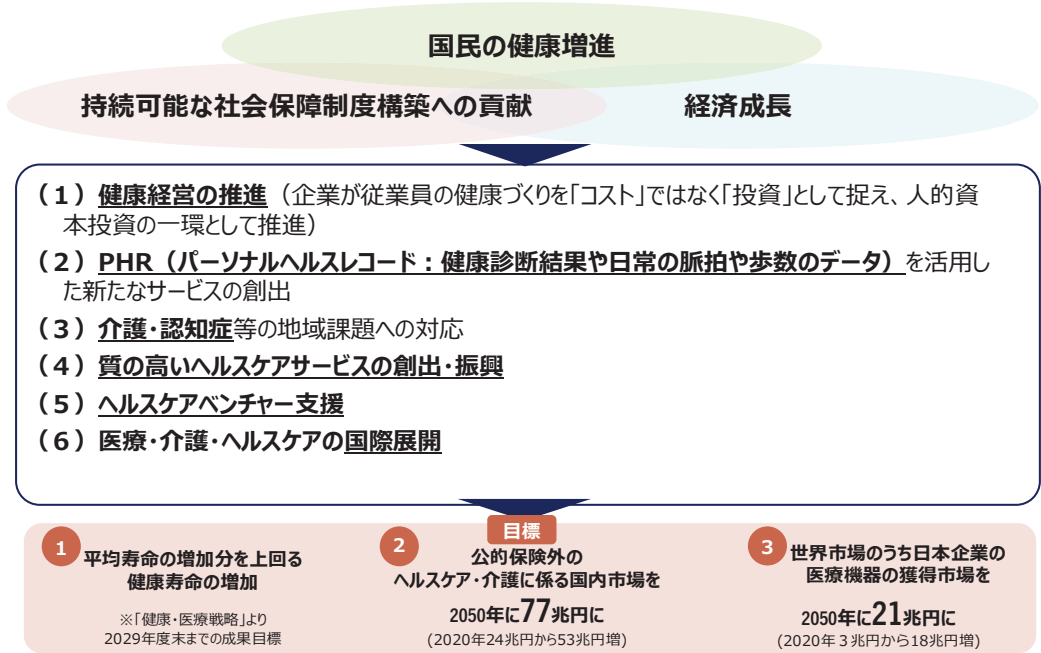 国民の健康増進
持続可能な社会保障制度構築への貢献
経済成長
（１）健康経営の推進（企業が従業員の健康づくりを「コスト」ではなく「投資」として捉え、人的資
本投資の一環として推進）
（２）PHR（パーソナルヘルスレコード：健康診断結果や日常の脈拍や歩数のデータ）を活用し
た新たなサービスの創出
（３）介護・認知症等の地域課題への対応
（４）質の高いヘルスケアサービスの創出・振興
（５）ヘルスケアベンチャー支援
（６）医療・介護・ヘルスケアの国際展開
目標
1
平均寿命の増加分を上回る
健康寿命の増加
※「健康・医療戦略」より
2029年度末までの成果目標
2
公的保険外の
ヘルスケア・介護に係る国内市場を
2050年に77兆円に
(2020年24兆円から53兆円増)
3
世界市場のうち日本企業の
医療機器の獲得市場を
2050年に21兆円に
(2020年３兆円から18兆円増)